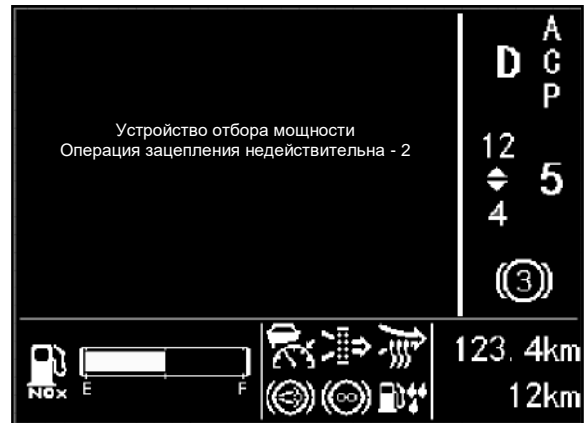 Устройство отбора мощности
Операция зацепления недействительна - 2
A
D C
P
12
5
4
3
NOx E F
123. 4km
12km